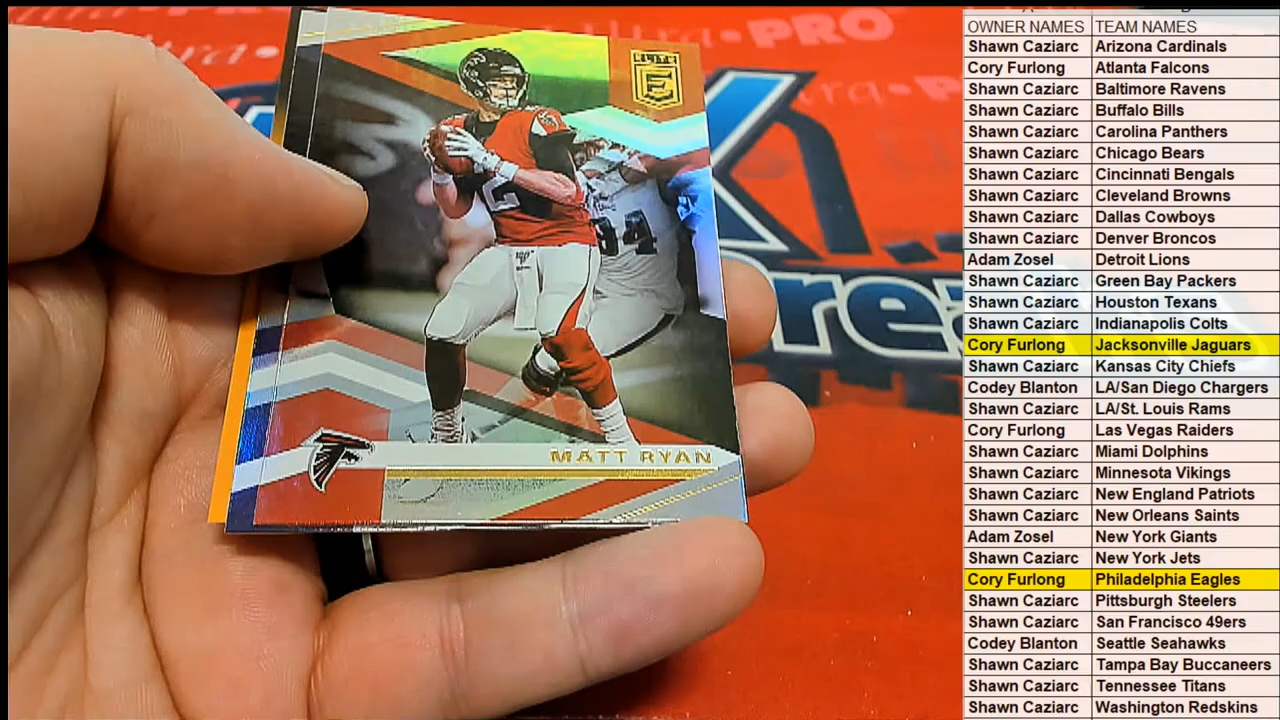 PRO
ELITE
E
94
MATT RYAN
Brea
OWNER NAMES TEAM NAMES
Shawn Caziarc Arizona Cardinals
Cory Furlong Atlanta Falcons
Shawn Caziarc Baltimore Ravens
Shawn Caziarc Buffalo Bills
Shawn Caziarc Carolina Panthers
Shawn Caziarc Chicago Bears
Shawn Caziarc Cincinnati Bengals
Shawn Caziarc Cleveland Browns
Shawn Caziarc Dallas Cowboys
Shawn Caziarc Denver Broncos
Adam Zosel Detroit Lions
Shawn Caziarc Green Bay Packers
Shawn Caziarc Houston Texans
Shawn Caziarc Indianapolis Colts
Cory Furlong Jacksonville Jaguars
Shawn Caziarc Kansas City Chiefs
Codey Blanton LA/San Diego Chargers
Shawn Caziarc LA/St. Louis Rams
Cory Furlong Las Vegas Raiders
Shawn Caziarc Miami Dolphins
Shawn Caziarc Minnesota Vikings
Shawn Caziarc New England Patriots
Shawn Caziarc New Orleans Saints
Adam Zosel New York Giants
Shawn Caziarc New York Jets
Cory Furlong Philadelphia Eagles
Shawn Caziarc Pittsburgh Steelers
Shawn Caziarc San Francisco 49ers
Codey Blanton Seattle Seahawks
Shawn Caziarc Tampa Bay Buccaneers
Shawn Caziarc Tennessee Titans
Shawn Caziarc Washington Redskins